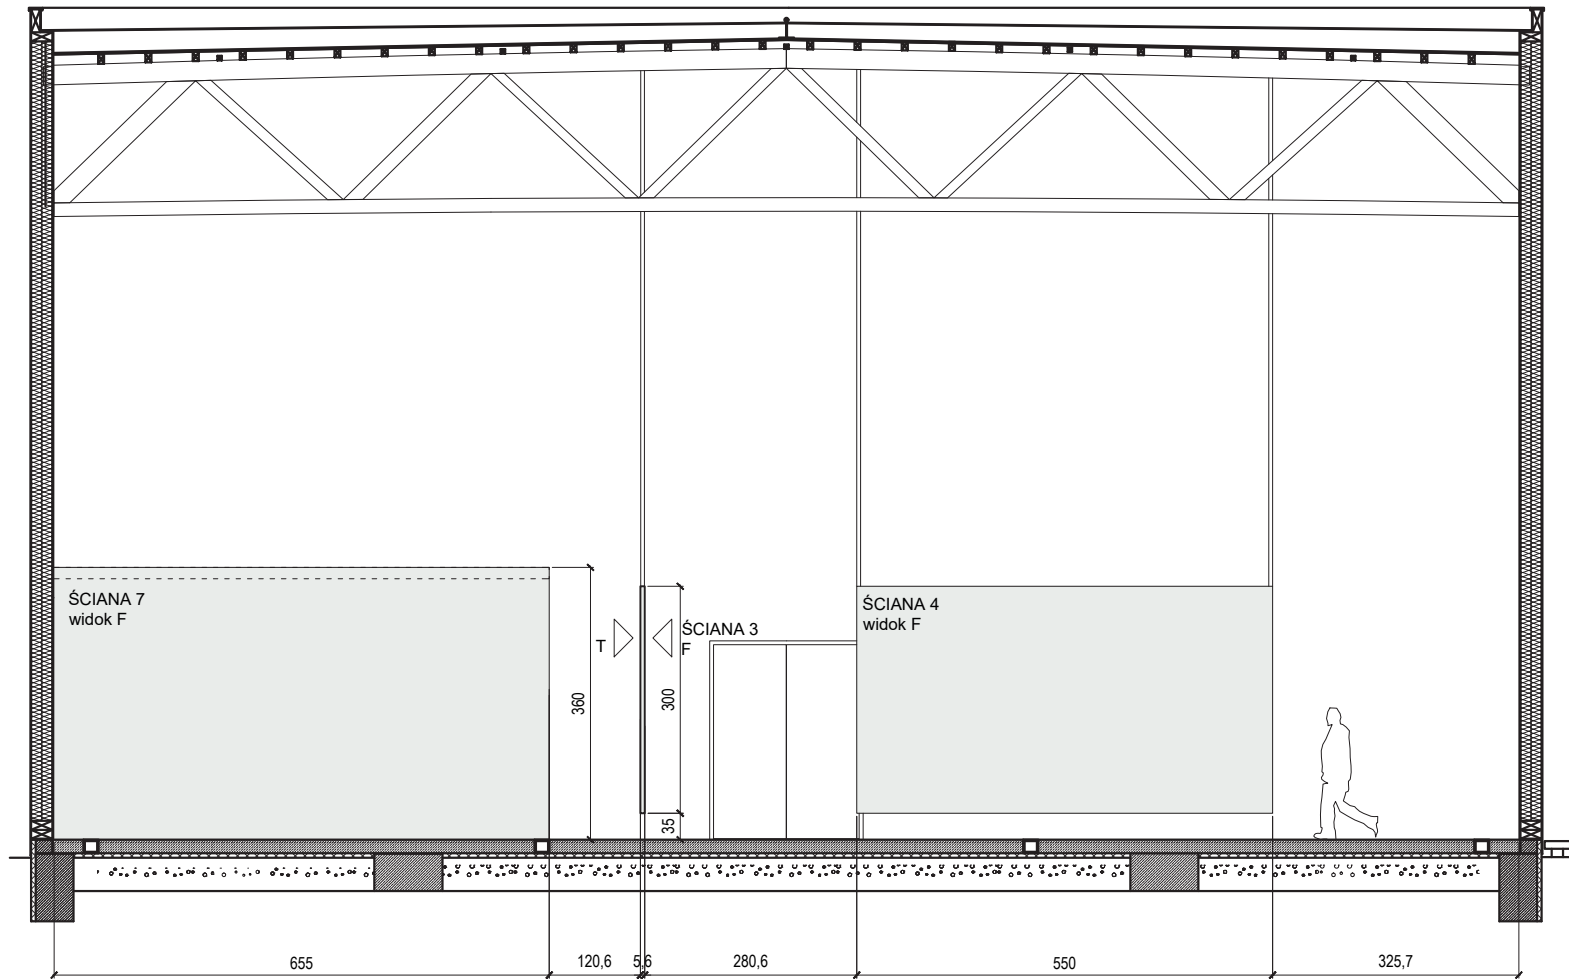 ŚCIANA 7
widok F
T
ŚCIANA 3
F
ŚCIANA 4
widok F
360
300
35
655
120,6
5,6
280,6
550
325,7